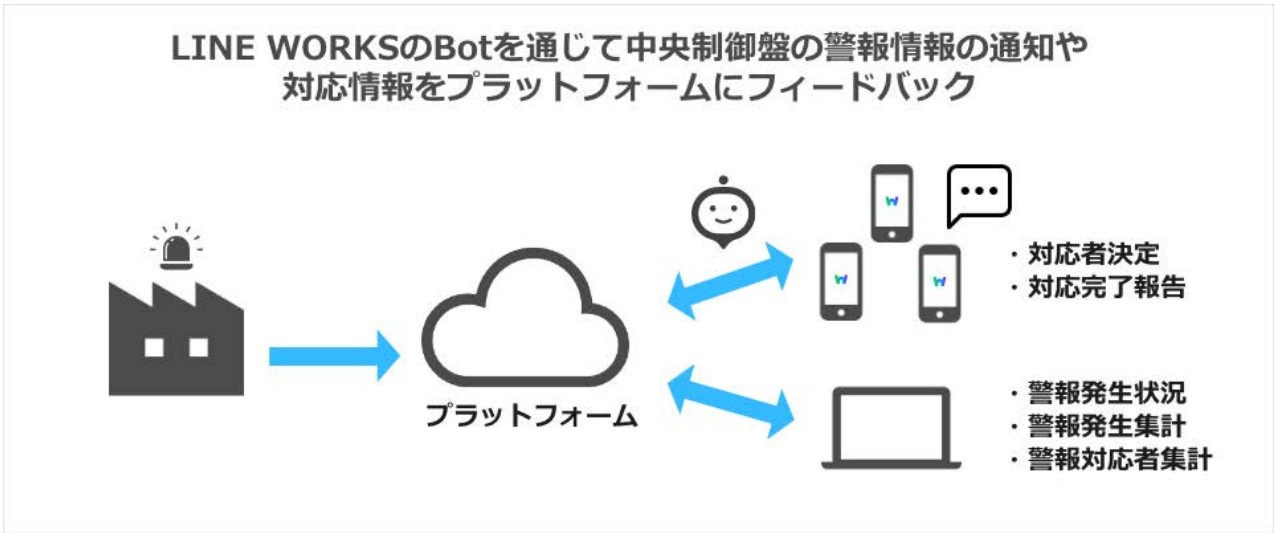 LINE WORKSのBotを通じて中央制御盤の警報情報の通知や
対応情報をプラットフォームにフィードバック
・対応者決定
・対応完了報告
プラットフォーム
・警報発生状況
・警報発生集計
・警報対応者集計